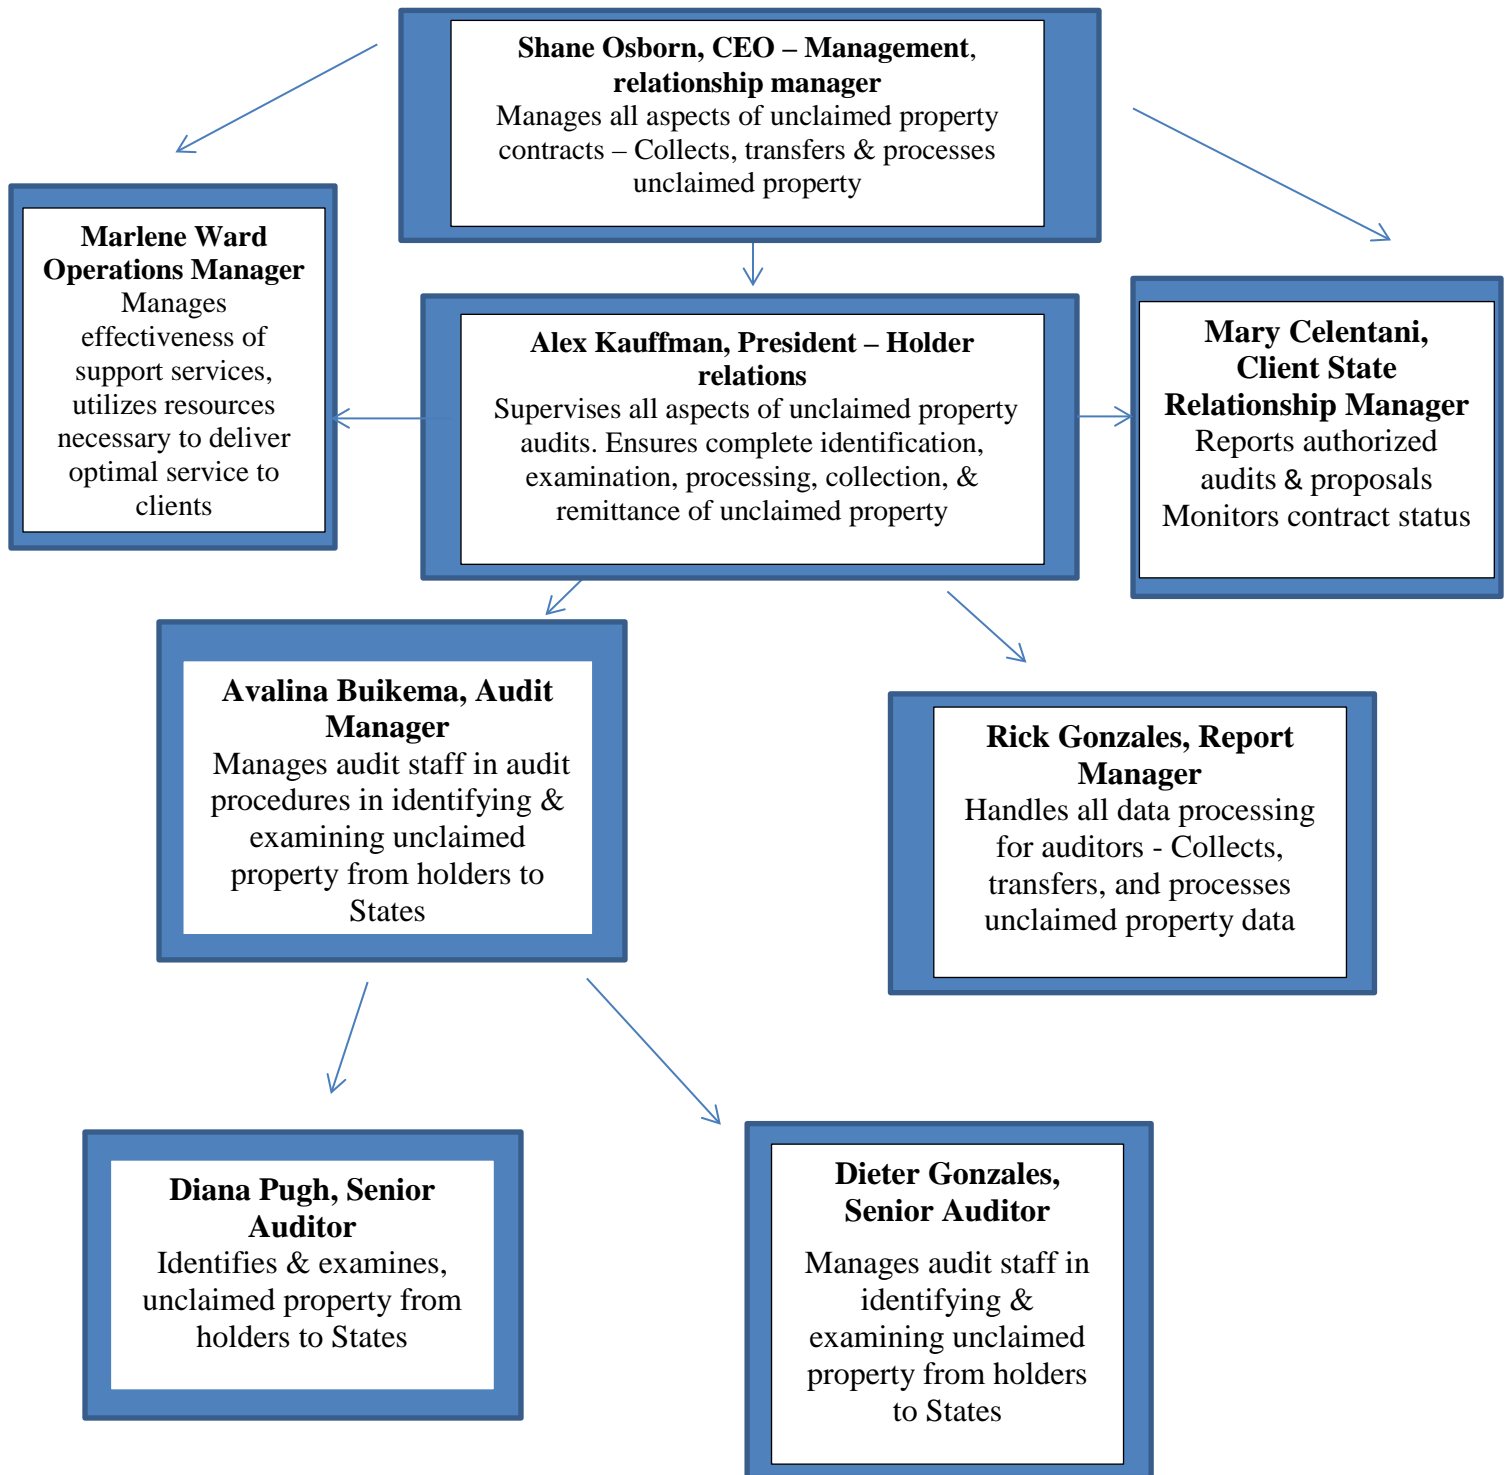 Shane Osborn, CEO – Management,
relationship manager
Manages all aspects of unclaimed property
contracts – Collects, transfers & processes
unclaimed property
Marlene Ward
Operations Manager
Manages
effectiveness of
support services,
utilizes resources
necessary to deliver
optimal service to
clients
Alex Kauffman, President – Holder
relations
Supervises all aspects of unclaimed property
audits. Ensures complete identification,
examination, processing, collection, &
remittance of unclaimed property
Mary Celentani,
Client State
Relationship Manager
Reports authorized
audits & proposals
Monitors contract status
Avalina Buikema, Audit
Manager
Manages audit staff in audit
procedures in identifying &
examining unclaimed
property from holders to
States
Rick Gonzales, Report
Manager
Handles all data processing
for auditors - Collects,
transfers, and processes
unclaimed property data
Diana Pugh, Senior
Auditor
Identifies & examines,
unclaimed property from
holders to States
Dieter Gonzales,
Senior Auditor
Manages audit staff in
identifying &
examining unclaimed
property from holders
to States